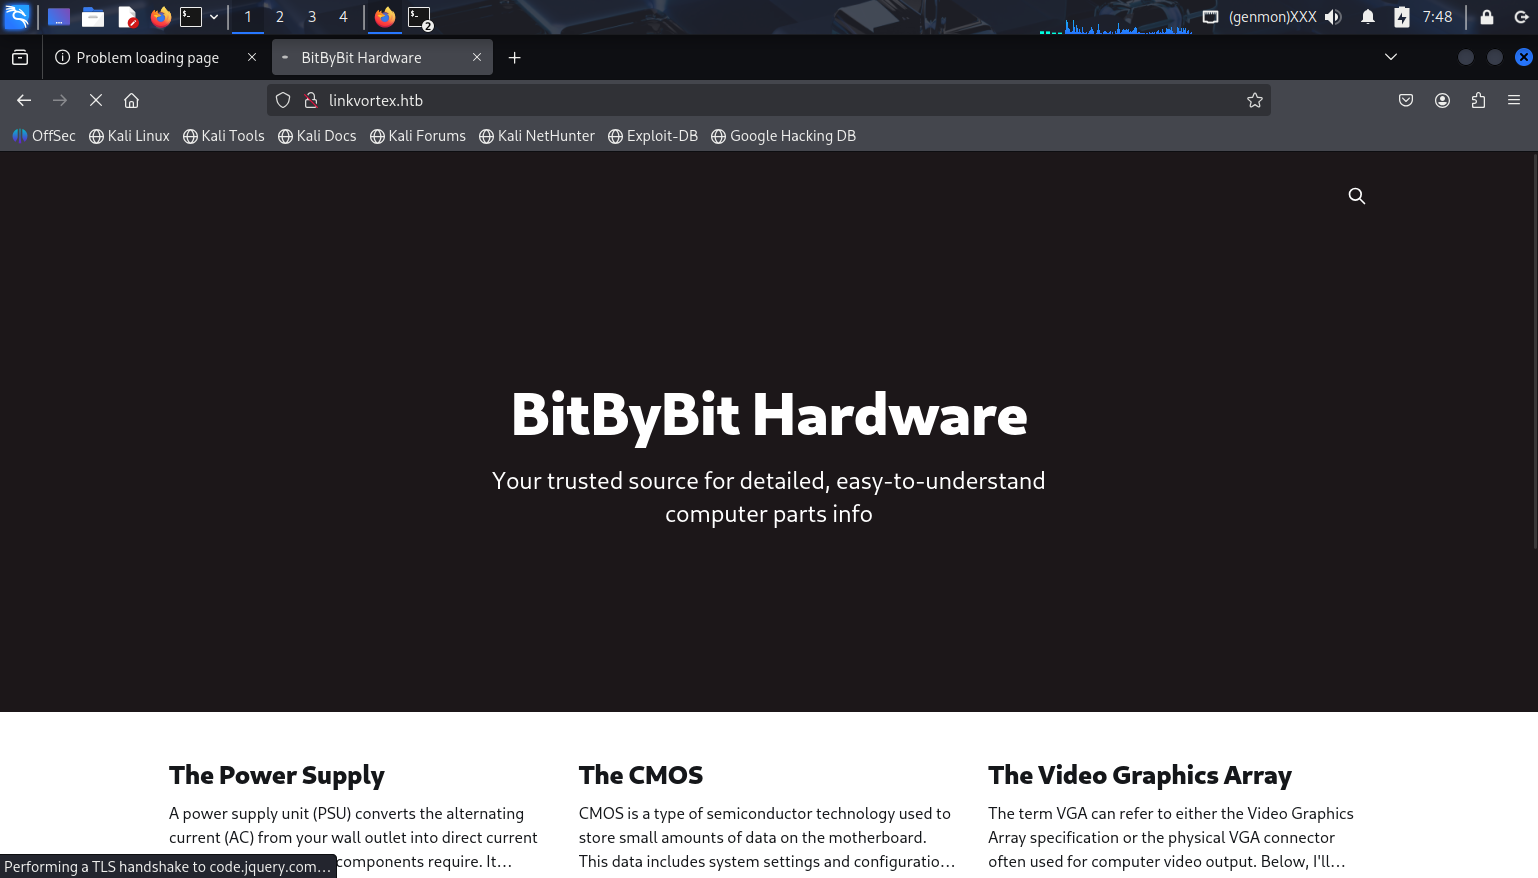 1 2 3 4 (genmon)XXX 7:48
2
Problem loading page BitByBit Hardware
linkvortex.htb
OffSec Kali Linux Kali Tools Kali Docs Kali Forums Kali NetHunter Exploit-DB Google Hacking DB
BitByBit Hardware
Your trusted source for detailed, easy-to-understand
computer parts info
The Power Supply
A power supply unit (PSU) converts the alternating
current (AC) from your wall outlet into direct current
components require. It…
The CMOS
CMOS is a type of semiconductor technology used to
store small amounts of data on the motherboard.
This data includes system settings and configuratio…
The Video Graphics Array
The term VGA can refer to either the Video Graphics
Array specification or the physical VGA connector
often used for computer video output. Below, I'll…
Performing a TLS handshake to code.jquery.com…